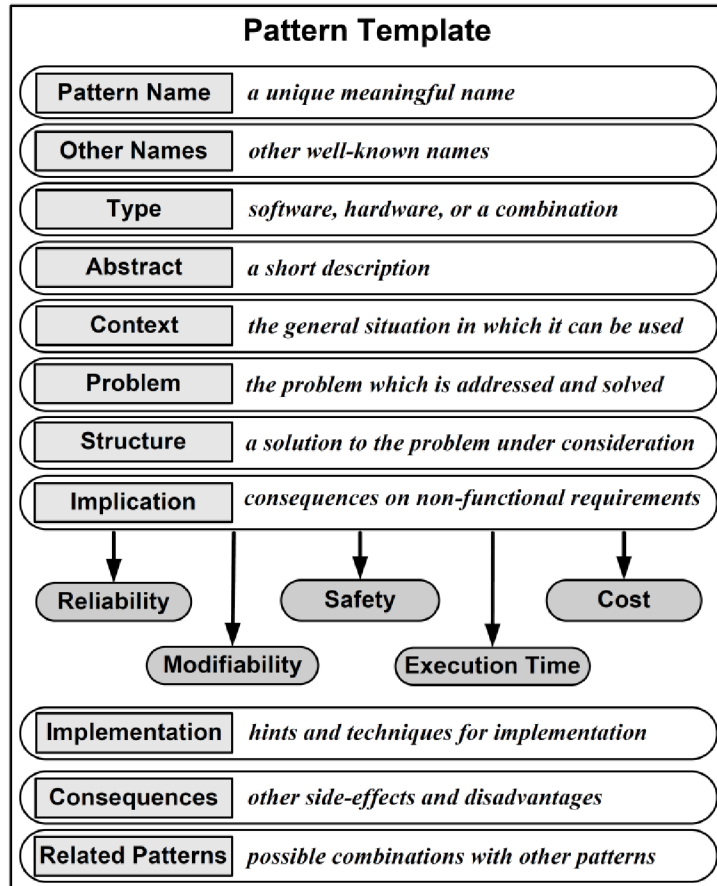 Pattern Template
Pattern Name a unique meaningful name
Other Names other well-known names
Type software, hardware, or a combination
Abstract a short description
Context the general situation in which it can be used
Problem the problem which is addressed and solved
Structure a solution to the problem under consideration
Implication consequences on non-functional requirements
Reliability Safety Cost
Modifiability Execution Time
Implementation hints and techniques for implementation
Consequences other side-effects and disadvantages
Related Patterns possible combinations with other patterns